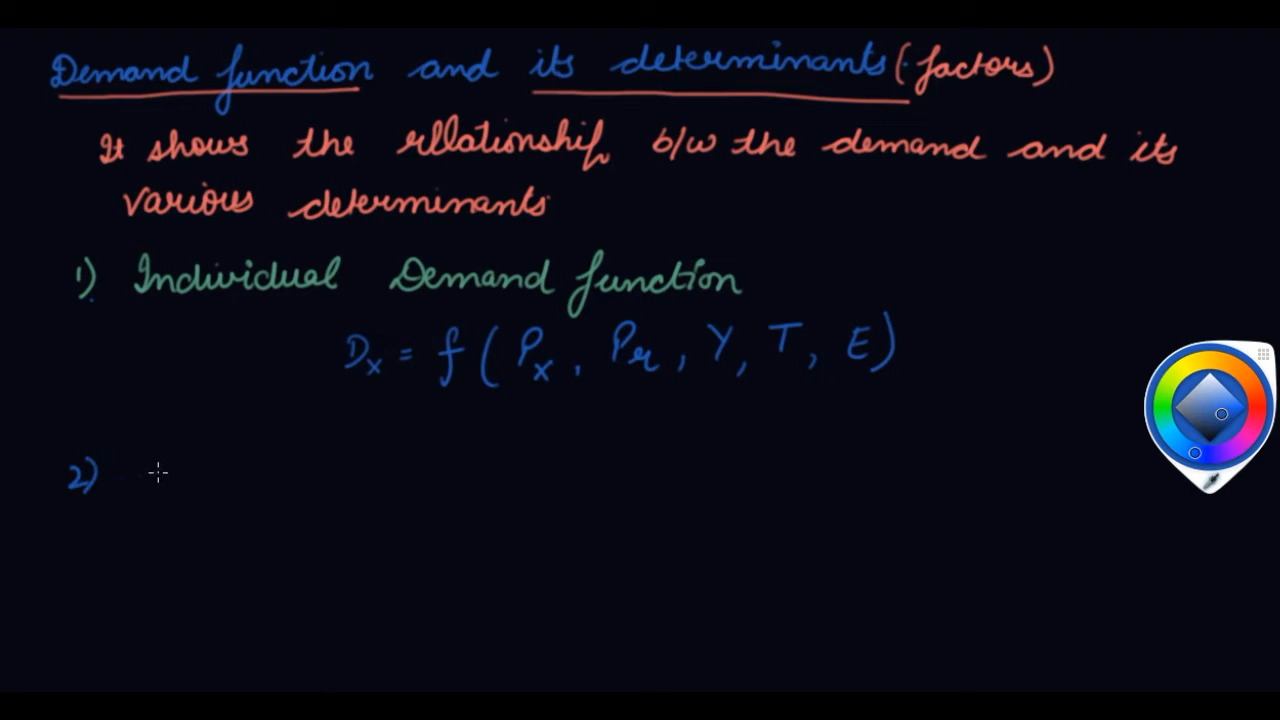 Demand function and its determinants (factors)
It shows the rllationship b/w the demand and its
various determinants
1) Individual Demand function
Dx = f ( Px , Pr , Y , T , E )
2)